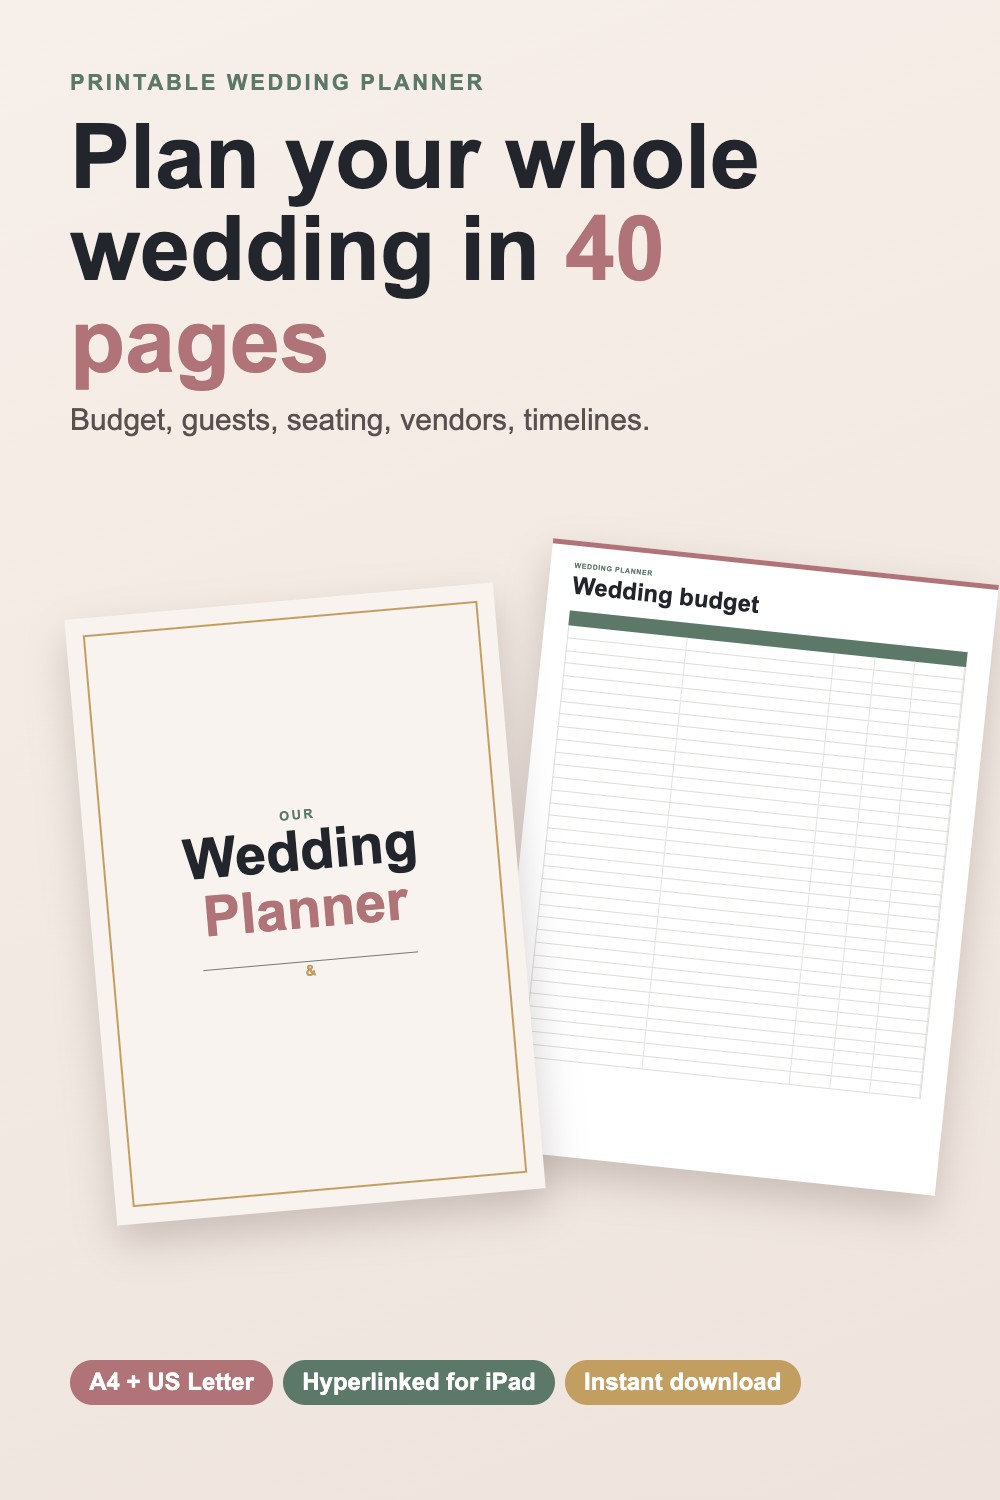 PRINTABLE WEDDING PLANNER
Plan your whole
wedding in 40
pages
Budget, guests, seating, vendors, timelines.
WEDDING PLANNER
Wedding budget
OUR
Wedding
Planner
&
A4 + US Letter
Hyperlinked for iPad
Instant download